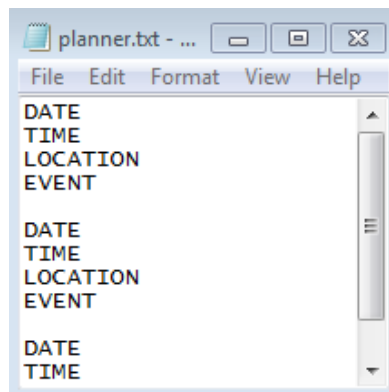 planner.txt - ...
File Edit Format View Help
DATE
TIME
LOCATION
EVENT

DATE
TIME
LOCATION
EVENT

DATE
TIME